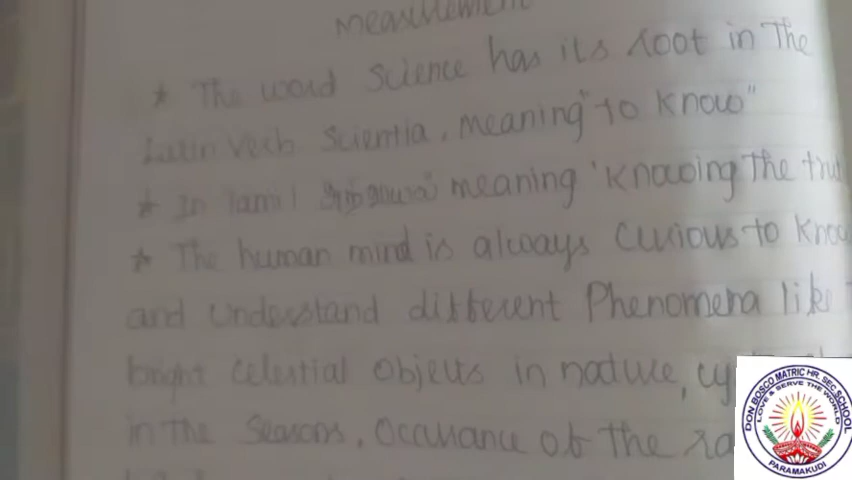 Measurement
* The word science has its root in The
Latin verb Scientia, meaning "to know"
* In Tamil அறிவியல் meaning 'knowing The tru
* The human mind is always curious to know
and understand different Phenomena like
bright celestial objects in nature, cy
in The seasons, Occurance of the ra
DON BOSCO MATRIC HR. SEC SCHOOL
LOVE & SERVE THE WORLD
PARAMAKUDI